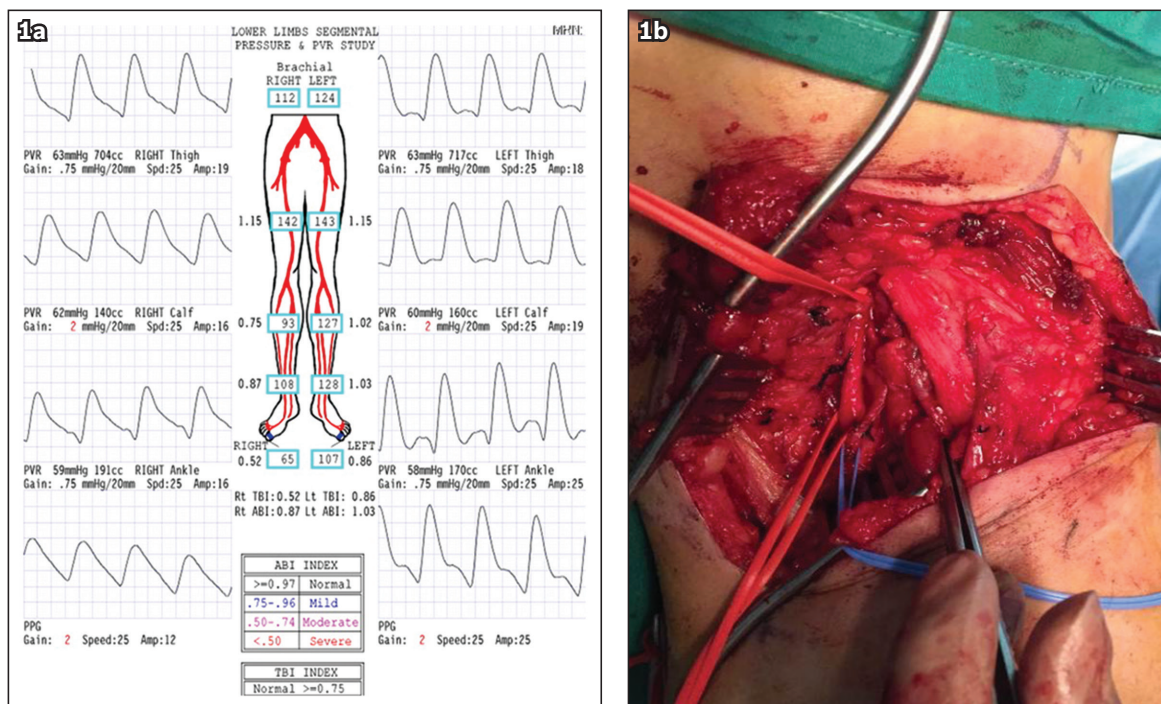 1a
LOWER LIMBS SEGMENTAL
PRESSURE & PVR STUDY
MRN:
Brachial
RIGHT LEFT
112 124
PVR 63mmHg 704cc RIGHT Thigh
Gain: .75 mmHg/20mm Spd:25 Amp:19
PVR 63mmHg 717cc LEFT Thigh
Gain: .75 mmHg/20mm Spd:25 Amp:18
1.15 142 143 1.15
PVR 62mmHg 140cc RIGHT Calf
Gain: 2 mmHg/20mm Spd:25 Amp:16
PVR 60mmHg 160cc LEFT Calf
Gain: 2 mmHg/20mm Spd:25 Amp:19
0.75 93 127 1.02
0.87 108 128 1.03
RIGHT LEFT
0.52 65 107 0.86
PVR 59mmHg 191cc RIGHT Ankle
Gain: .75 mmHg/20mm Spd:25 Amp:16
PVR 58mmHg 170cc LEFT Ankle
Gain: .75 mmHg/20mm Spd:25 Amp:25
Rt TBI:0.52 Lt TBI: 0.86
Rt ABI:0.87 Lt ABI: 1.03
ABI INDEX
>=0.97 Normal
.75-.96 Mild
.50-.74 Moderate
<.50 Severe
PPG
Gain: 2 Speed:25 Amp:12
Gain: 2 Speed:25 Amp:25
TBI INDEX
Normal >=0.75
1b